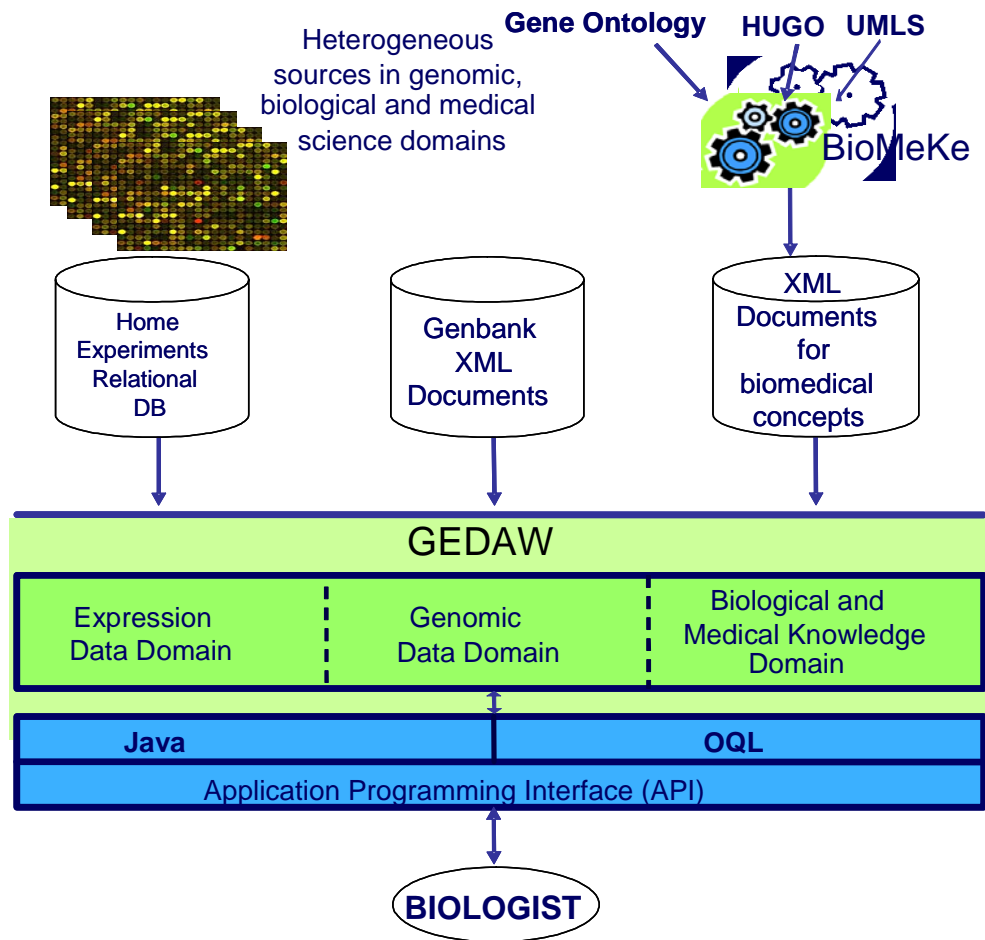 Heterogeneous
sources in genomic,
biological and medical
science domains
Gene Ontology
HUGO
UMLS
BioMeKe
Home
Experiments
Relational
DB
Genbank
XML
Documents
XML
Documents
for
biomedical
concepts
GEDAW
Expression
Data Domain
Genomic
Data Domain
Biological and
Medical Knowledge
Domain
Java
OQL
Application Programming Interface (API)
BIOLOGIST